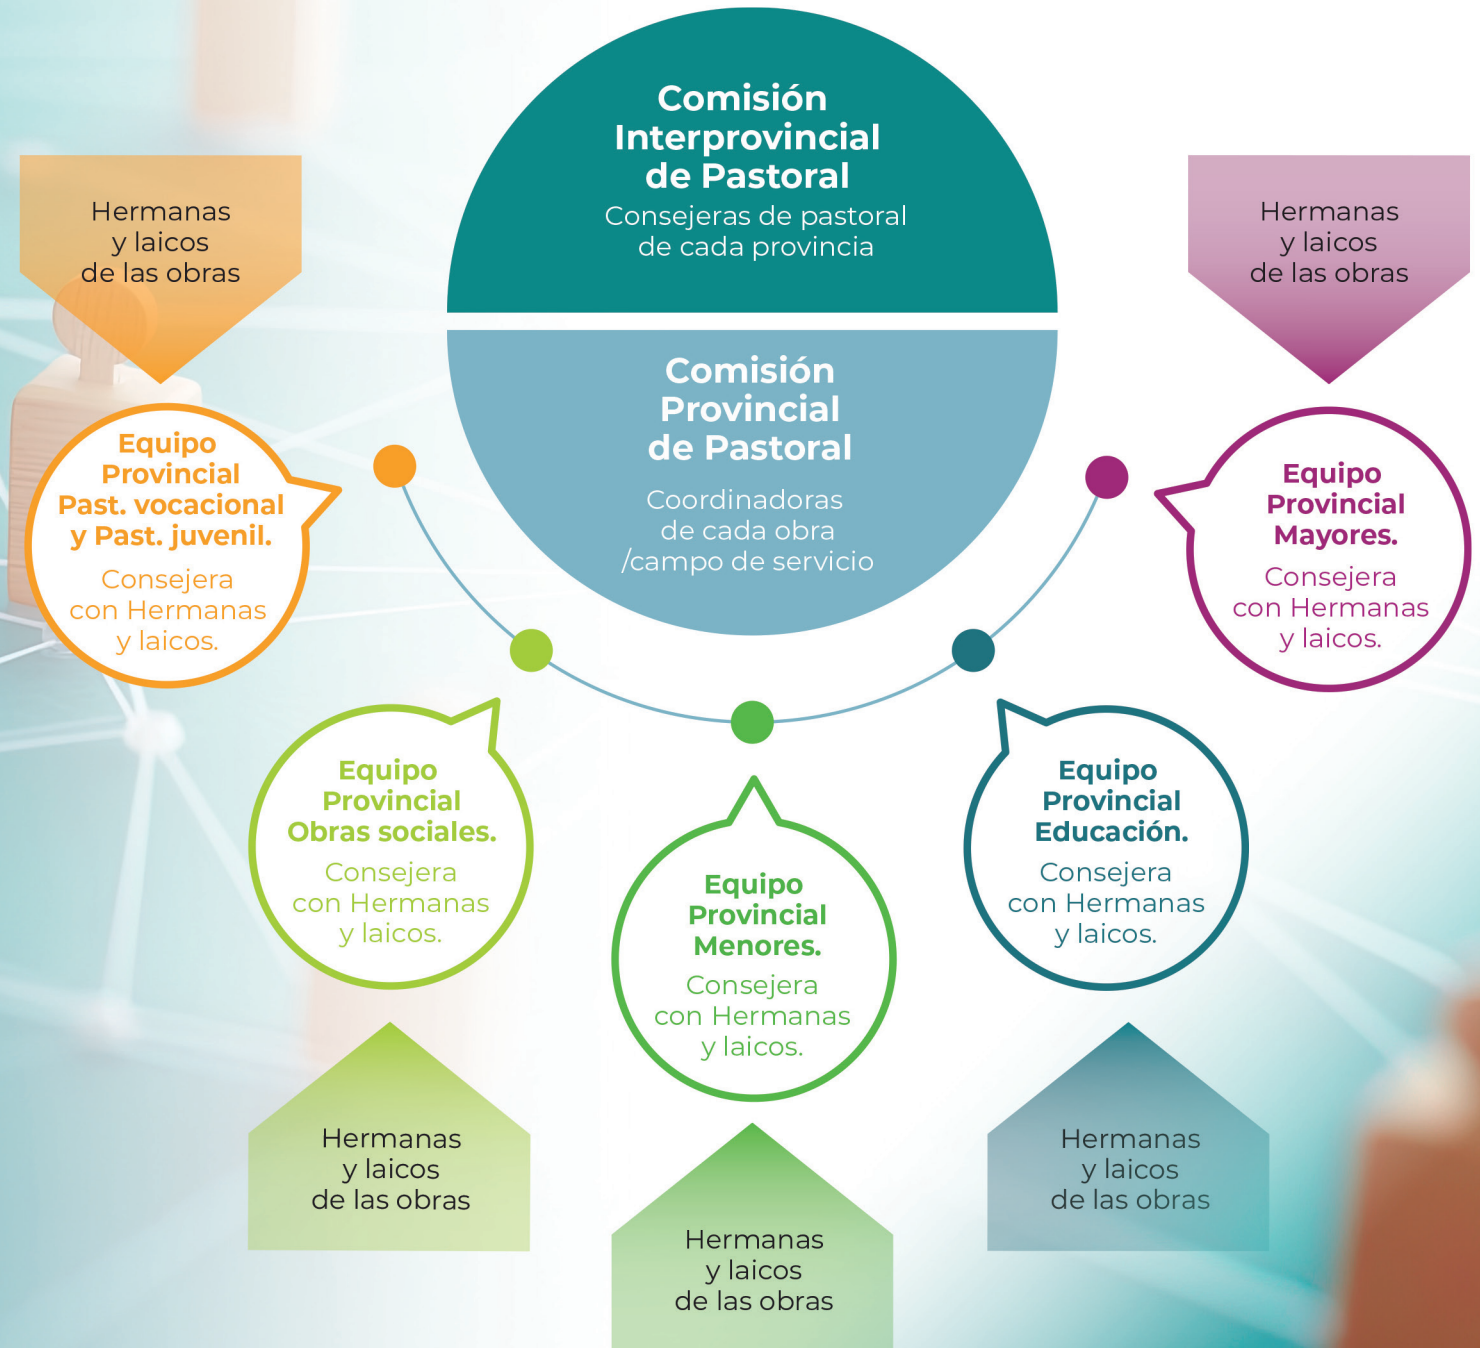 Comisión
Interprovincial
de Pastoral
Consejeras de pastoral
de cada provincia
Comisión
Provincial
de Pastoral
Coordinadoras
de cada obra
/campo de servicio
Hermanas
y laicos
de las obras
Equipo
Provincial
Past. vocacional
y Past. juvenil.
Consejera
con Hermanas
y laicos.
Equipo
Provincial
Obras sociales.
Consejera
con Hermanas
y laicos.
Hermanas
y laicos
de las obras
Equipo
Provincial
Menores.
Consejera
con Hermanas
y laicos.
Hermanas
y laicos
de las obras
Equipo
Provincial
Educación.
Consejera
con Hermanas
y laicos.
Hermanas
y laicos
de las obras
Hermanas
y laicos
de las obras
Equipo
Provincial
Mayores.
Consejera
con Hermanas
y laicos.